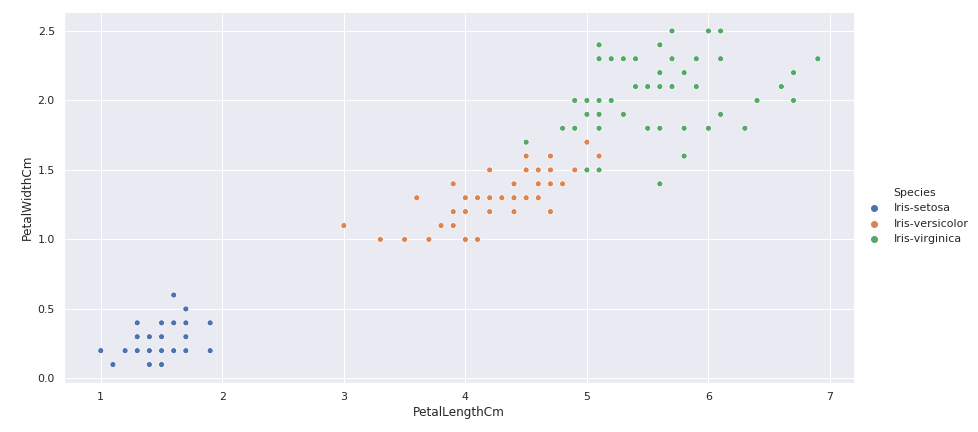 2.5
2.0
1.5
1.0
0.5
0.0
PetalWidthCm
1 2 3 4 5 6 7
PetalLengthCm
Species
Iris-setosa
Iris-versicolor
Iris-virginica